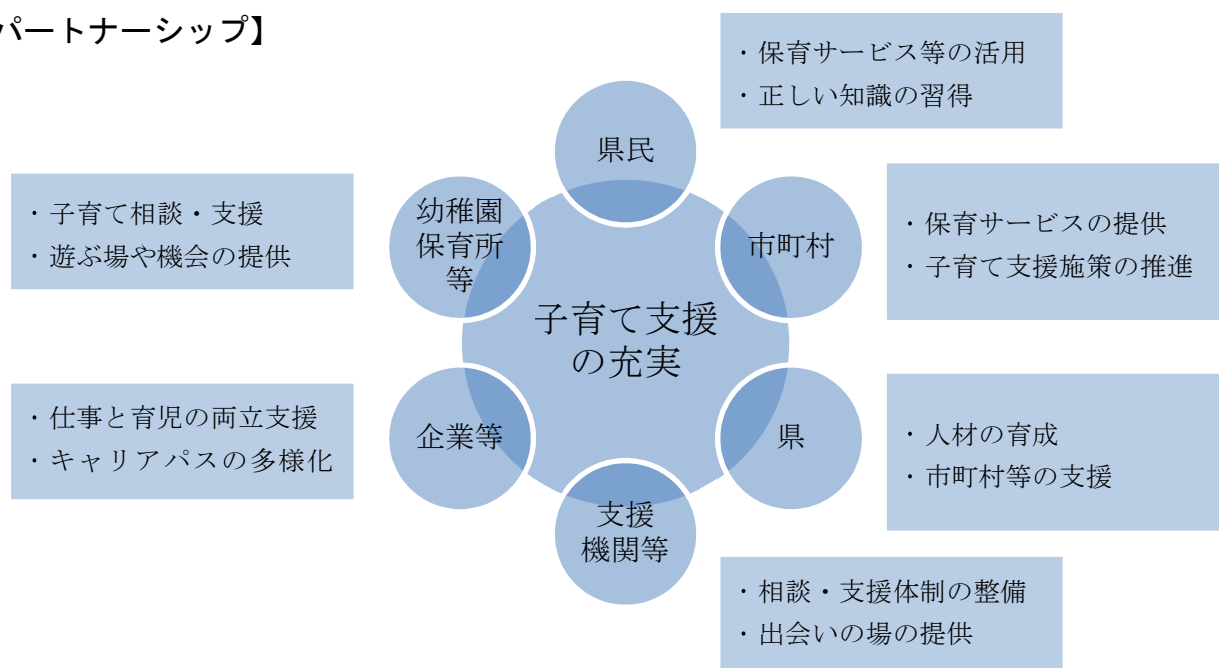 パートナーシップ】
・保育サービス等の活用
・正しい知識の習得
県民
・子育て相談・支援
・遊ぶ場や機会の提供
幼稚園
保育所
等
市町村
・保育サービスの提供
・子育て支援施策の推進
子育て支援
の充実
・仕事と育児の両立支援
・キャリアパスの多様化
企業等
県
・人材の育成
・市町村等の支援
支援
機関等
・相談・支援体制の整備
・出会いの場の提供